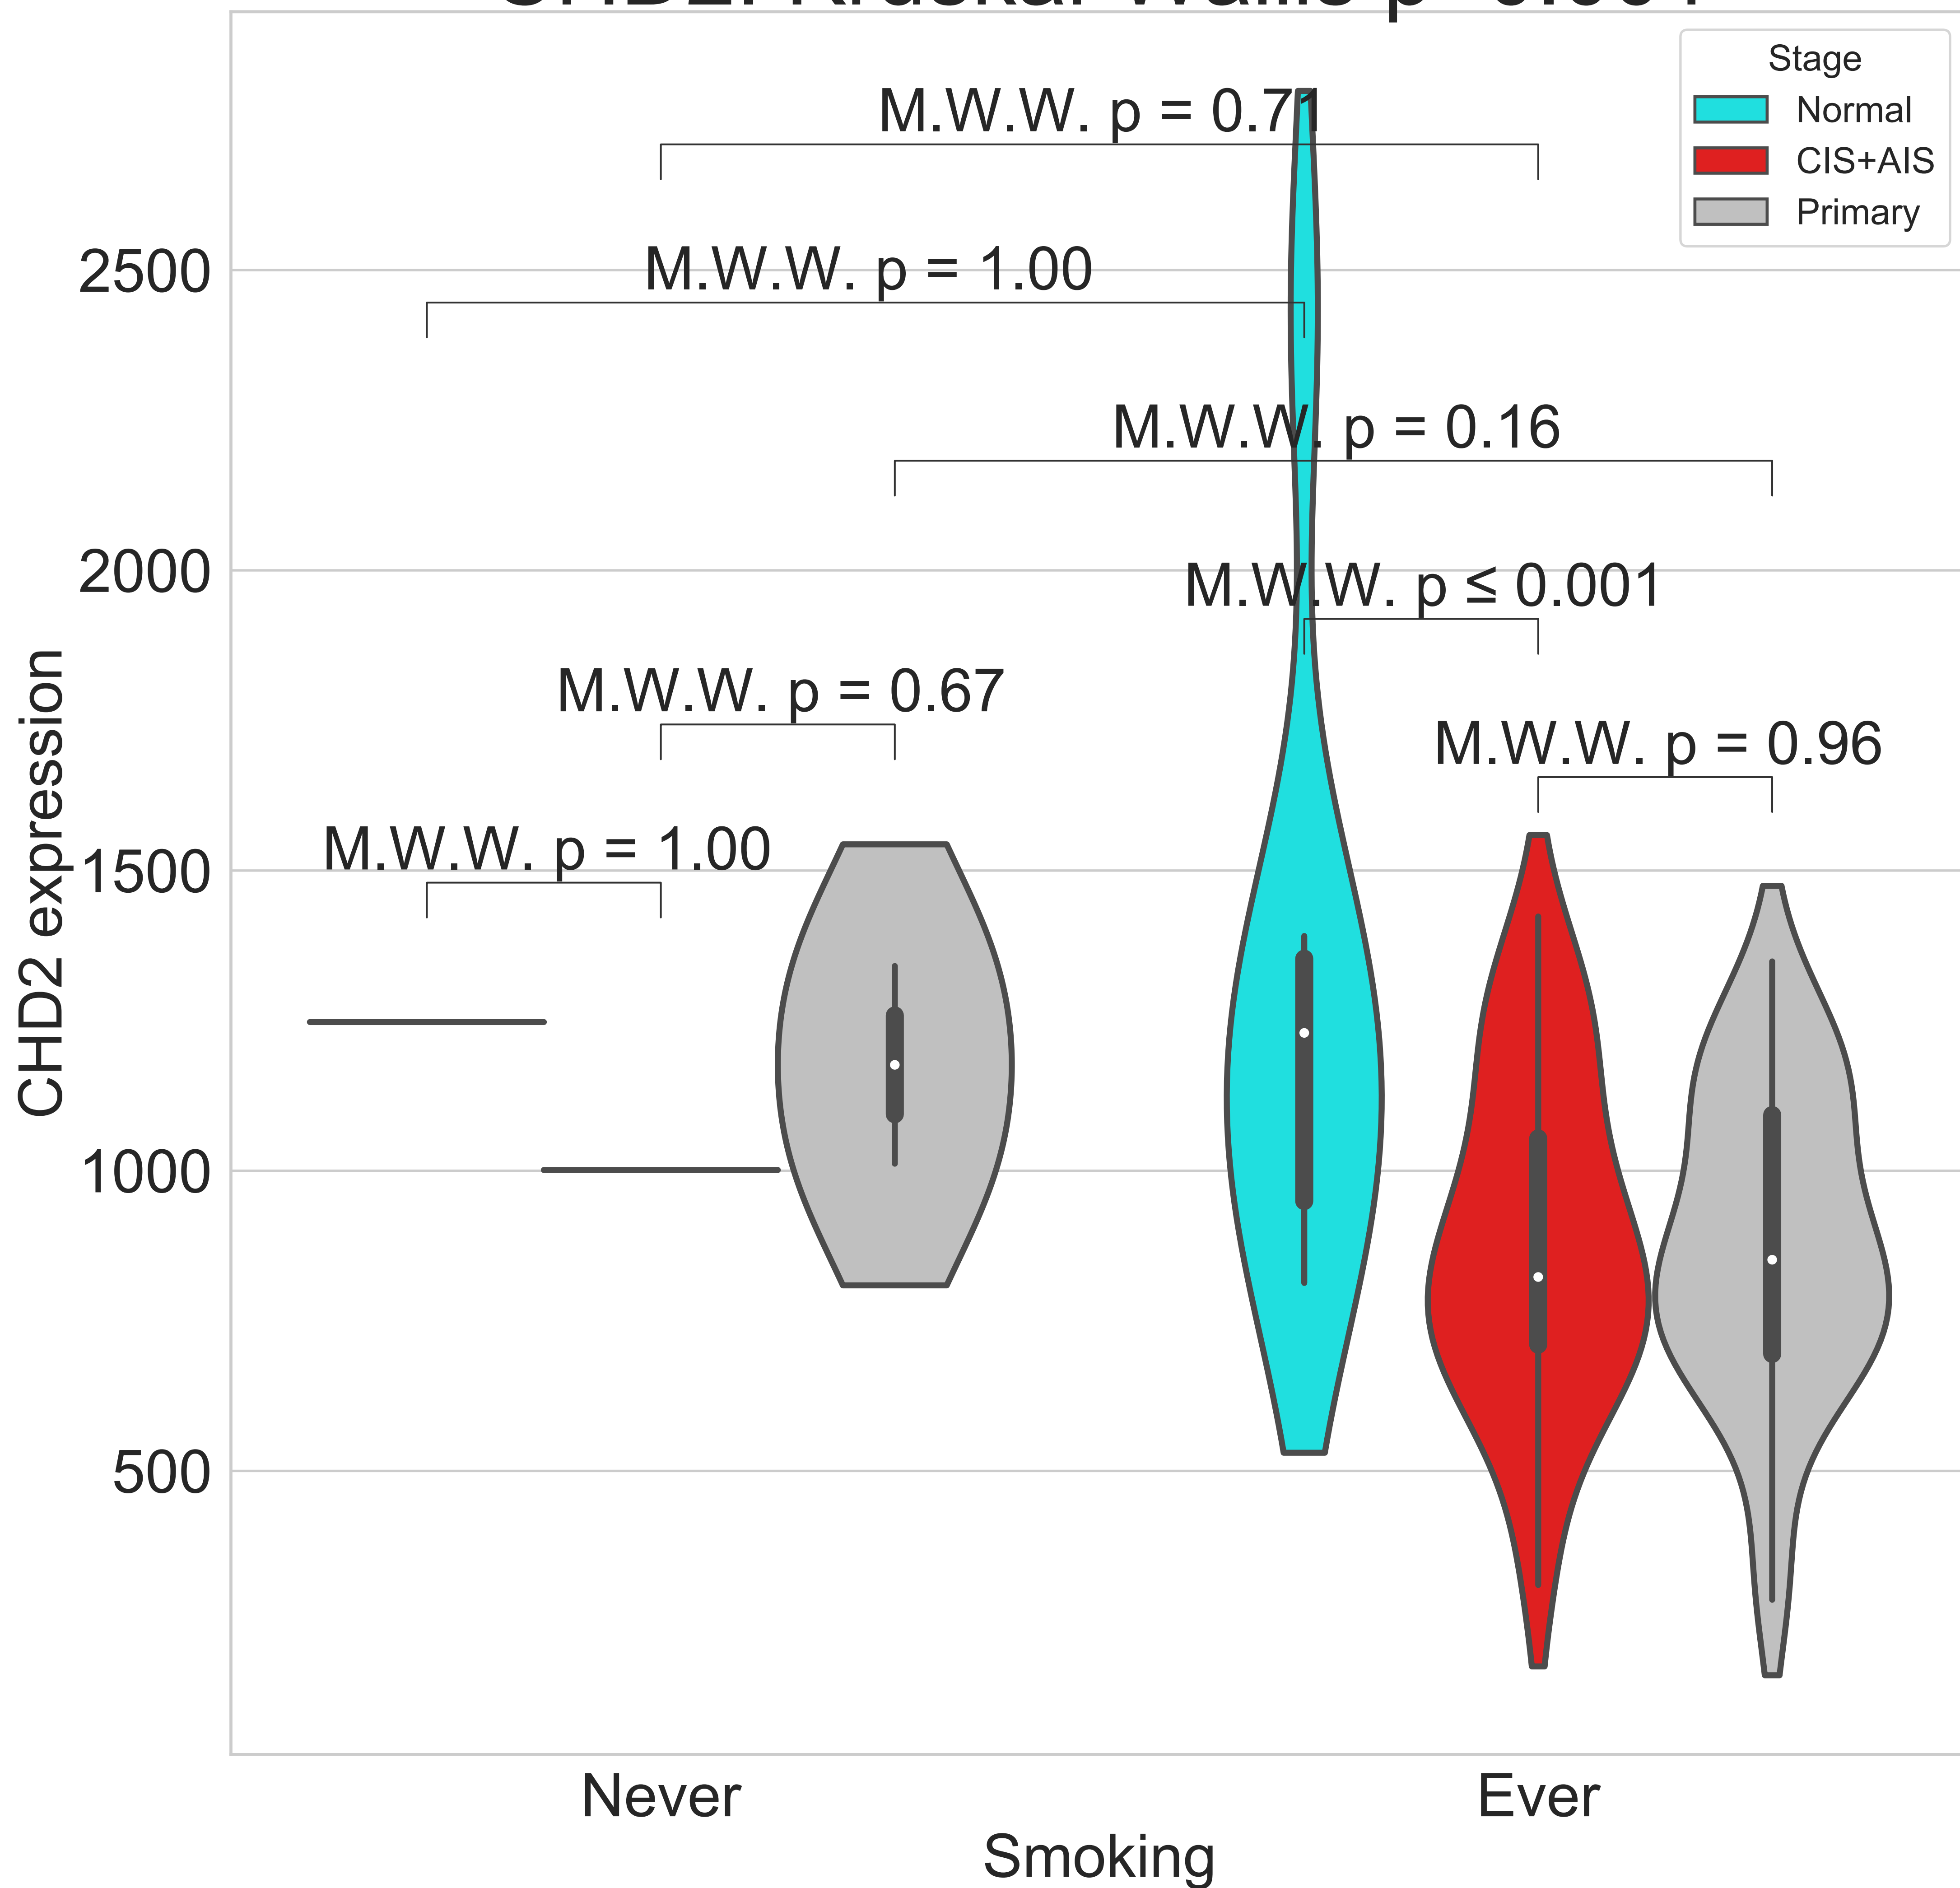 Stage
Normal
CIS+AIS
Primary
M.W.W. p = 0.71
M.W.W. p = 1.00
M.W.W. p = 0.16
M.W.W. p ≤ 0.001
M.W.W. p = 0.67
M.W.W. p = 0.96
M.W.W. p = 1.00
2500
2000
1500
1000
500
CHD2 expression
Never
Ever
Smoking